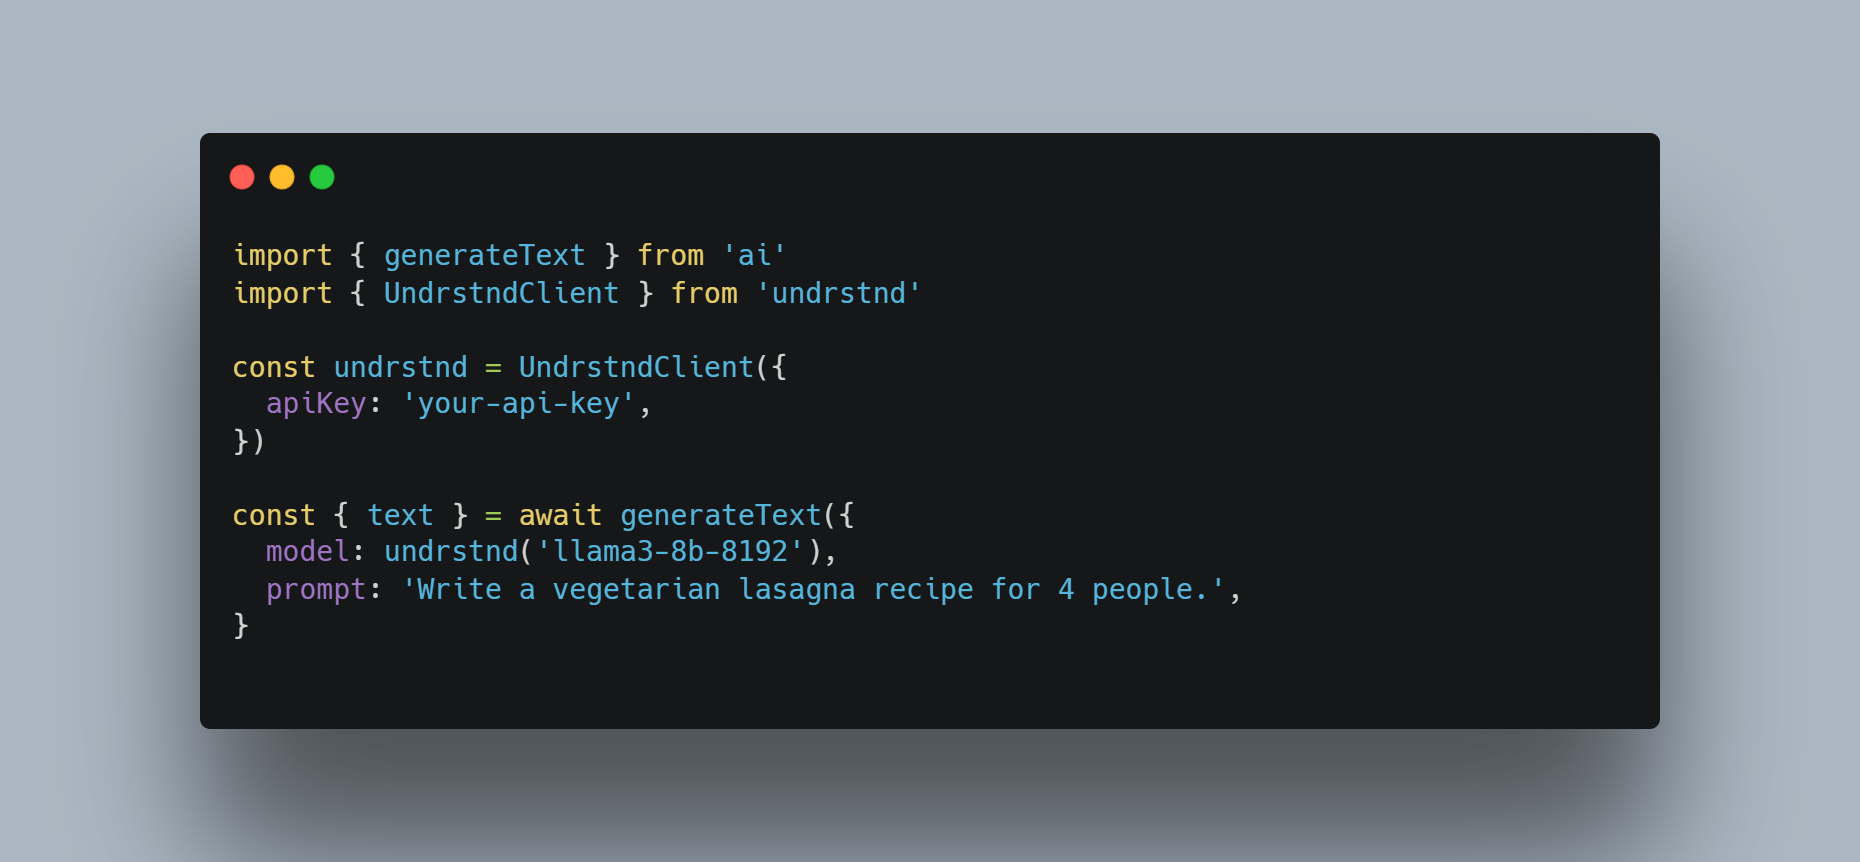 import { generateText } from 'ai'
import { UndrstndClient } from 'undrstnd'

const undrstnd = UndrstndClient({
  apiKey: 'your-api-key',
})

const { text } = await generateText({
  model: undrstnd('llama3-8b-8192'),
  prompt: 'Write a vegetarian lasagna recipe for 4 people.',
}